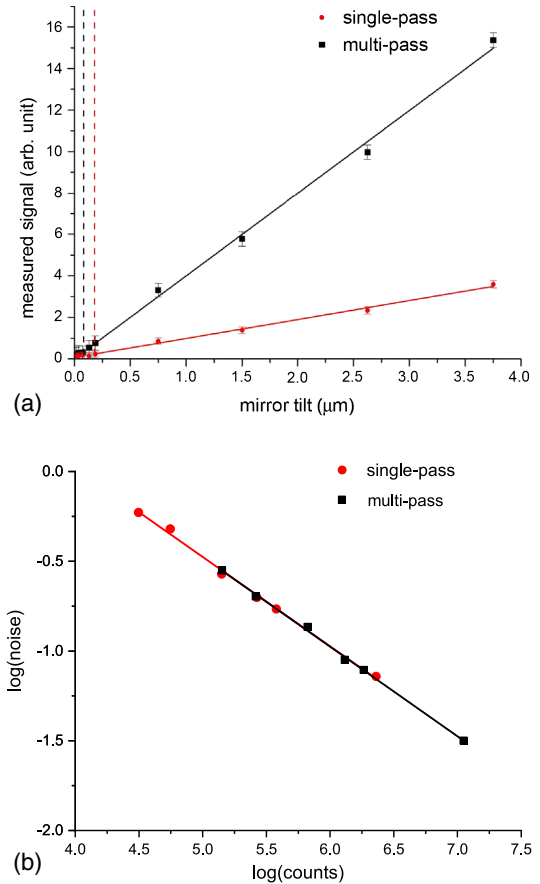 single-pass
multi-pass
measured signal (arb. unit)
16
14
12
10
8
6
4
2
0
0.0 0.5 1.0 1.5 2.0 2.5 3.0 3.5 4.0
mirror tilt (μm)
(a)
single-pass
multi-pass
log(noise)
0.0
-0.5
-1.0
-1.5
-2.0
4.0 4.5 5.0 5.5 6.0 6.5 7.0 7.5
log(counts)
(b)